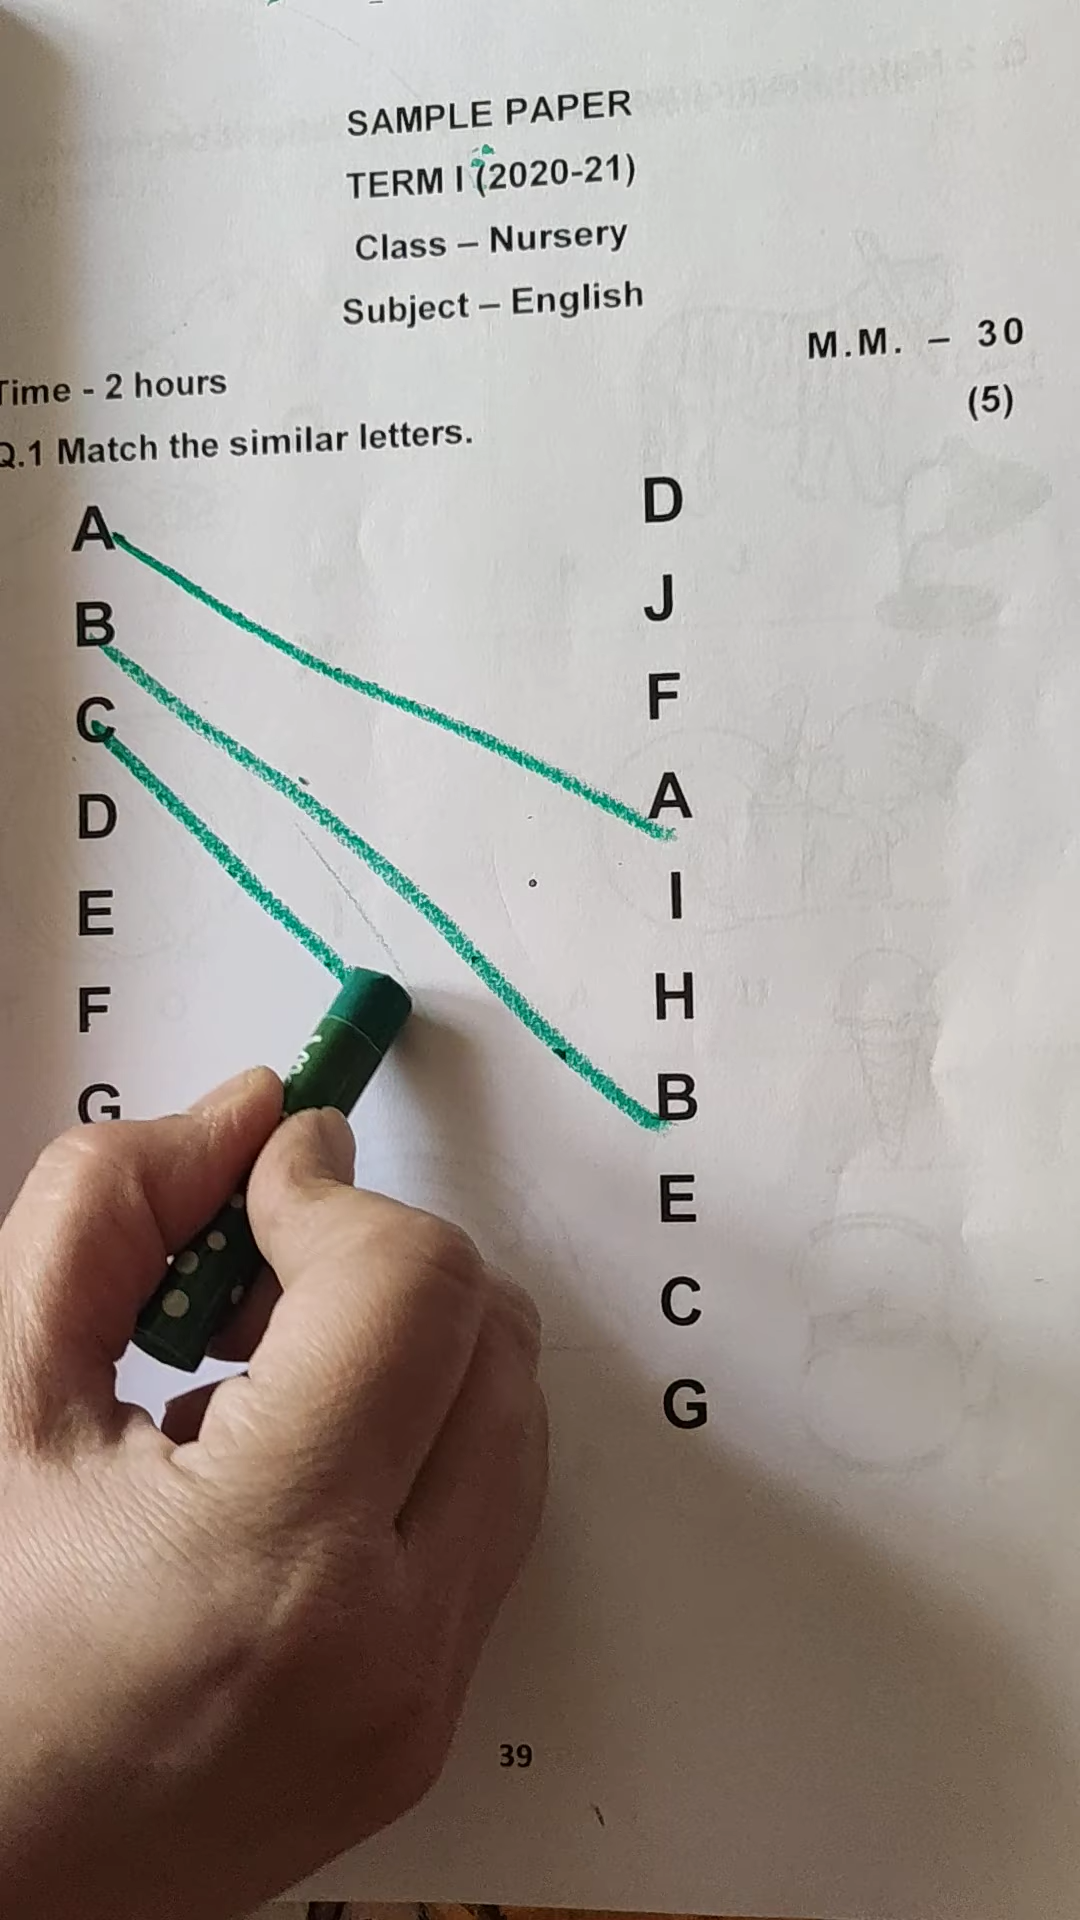 SAMPLE PAPER
TERM I (2020-21)
Class – Nursery
Subject – English
M.M. – 30
Time - 2 hours
(5)
Q.1 Match the similar letters.
A D
B J
C F
D A
E I
F H
G B
E
C
G
39